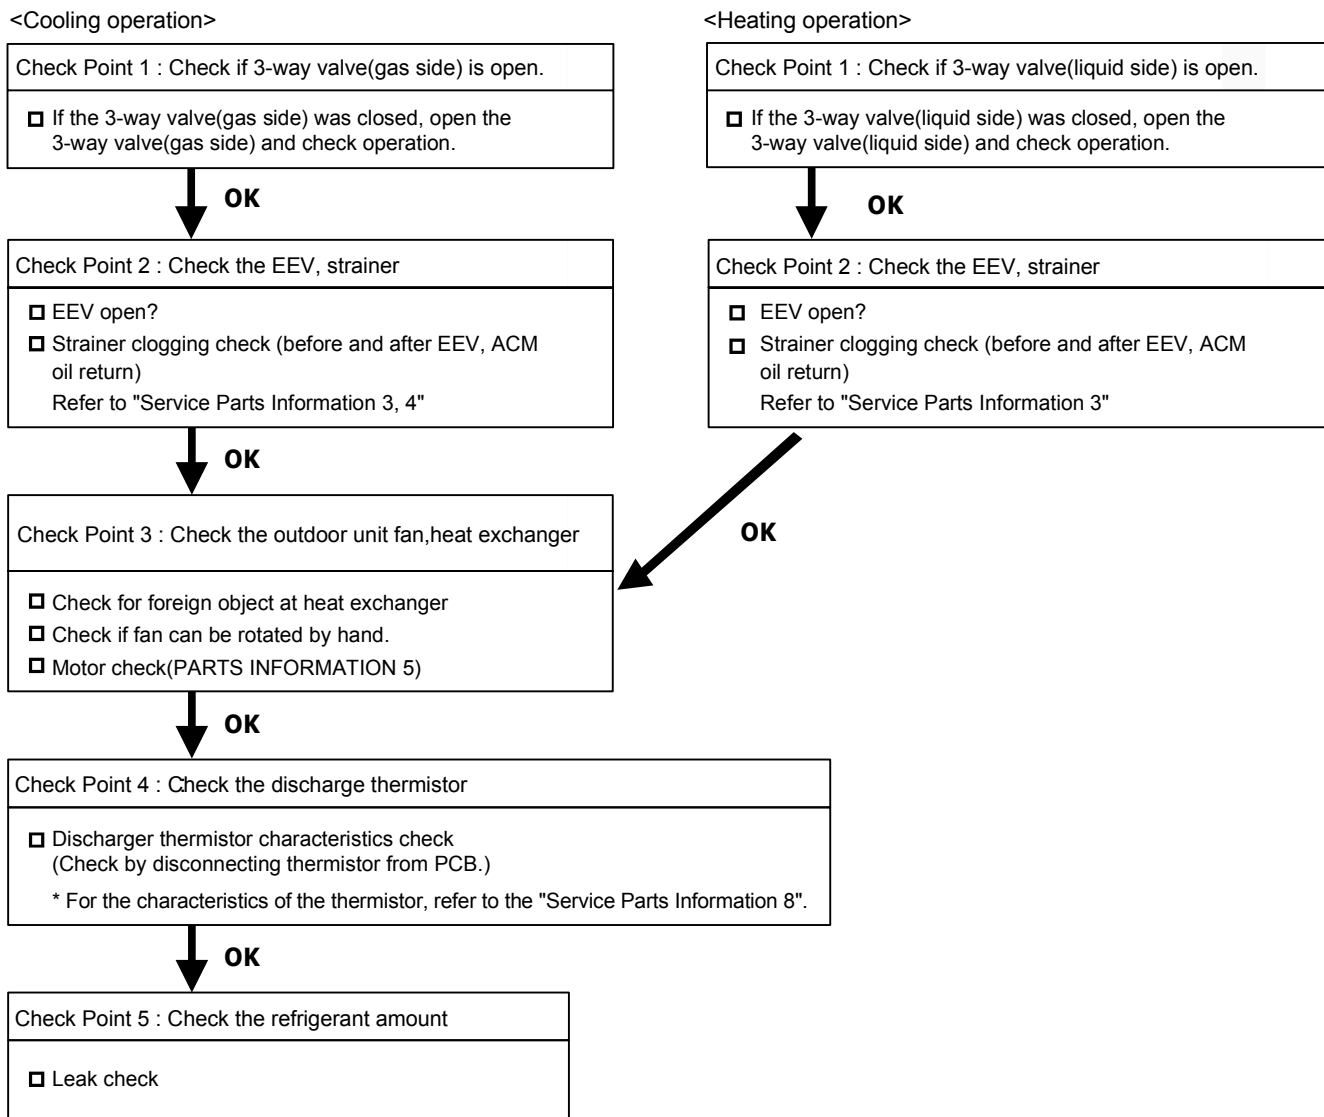 <Cooling operation>
Check Point 1 : Check if 3-way valve(gas side) is open.
If the 3-way valve(gas side) was closed, open the
3-way valve(gas side) and check operation.
OK
Check Point 2 : Check the EEV, strainer
EEV open?
Strainer clogging check (before and after EEV, ACM
oil return)
Refer to "Service Parts Information 3, 4"
OK
<Heating operation>
Check Point 1 : Check if 3-way valve(liquid side) is open.
If the 3-way valve(liquid side) was closed, open the
3-way valve(liquid side) and check operation.
OK
Check Point 2 : Check the EEV, strainer
EEV open?
Strainer clogging check (before and after EEV, ACM
oil return)
Refer to "Service Parts Information 3"
OK
Check Point 3 : Check the outdoor unit fan,heat exchanger
Check for foreign object at heat exchanger
Check if fan can be rotated by hand.
Motor check(PARTS INFORMATION 5)
OK
Check Point 4 : Check the discharge thermistor
Discharger thermistor characteristics check
(Check by disconnecting thermistor from PCB.)
* For the characteristics of the thermistor, refer to the "Service Parts Information 8".
OK
Check Point 5 : Check the refrigerant amount
Leak check